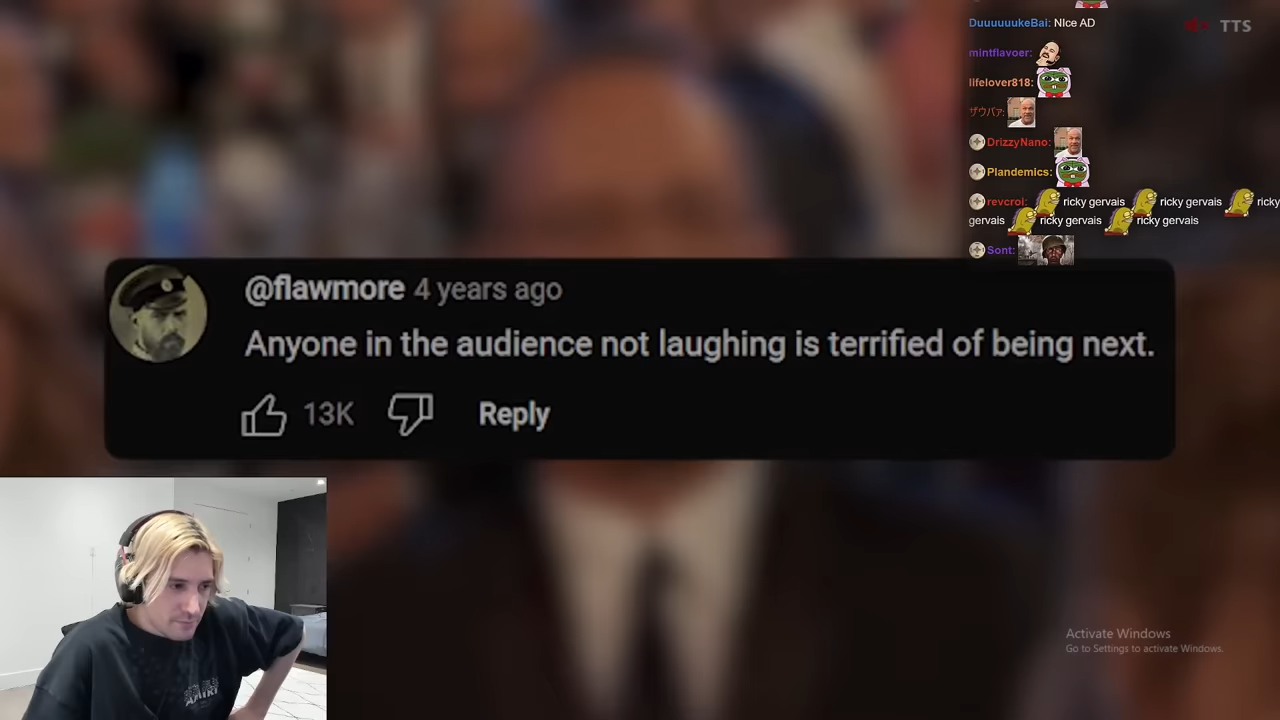 DuuuuuukeBai: NIce AD
TTS
mintflavoer:
lifelover818:
ザウバァ:
DrizzyNano:
Plandemics:
revcroi: ricky gervais ricky gervais ricky
gervais ricky gervais ricky gervais
Sont:
@flawmore 4 years ago
Anyone in the audience not laughing is terrified of being next.
13K Reply
Activate Windows
Go to Settings to activate Windows.